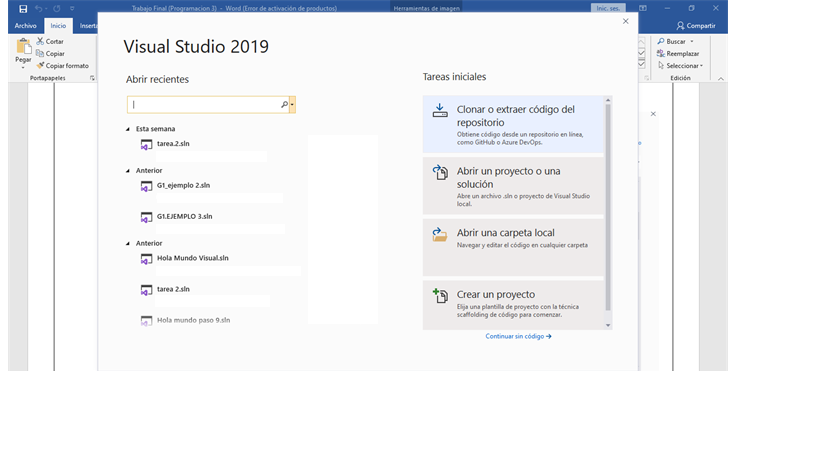 Trabajo Final (Programacion 3) - Word (Error de activación de productos)
Herramientas de imagen
Inic. ses.
Archivo
Inicio
Inserta
Compartir
Pegar
Cortar
Copiar
Copiar formato
Portapapeles
Buscar
Reemplazar
Seleccionar
Edición
Visual Studio 2019
Abrir recientes
Esta semana
tarea.2.sln
Anterior
G1_ejemplo 2.sln
G1.EJEMPLO 3.sln
Anterior
Hola Mundo Visual.sln
tarea 2.sln
Hola mundo paso 9.sln
Tareas iniciales
Clonar o extraer código del
repositorio
Obtiene código desde un repositorio en línea,
como GitHub o Azure DevOps.
Abrir un proyecto o una
solución
Abre un archivo .sln o proyecto de Visual Studio
local.
Abrir una carpeta local
Navegar y editar el código en cualquier carpeta
Crear un proyecto
Elija una plantilla de proyecto con la técnica
scaffolding de código para comenzar.
Continuar sin código →